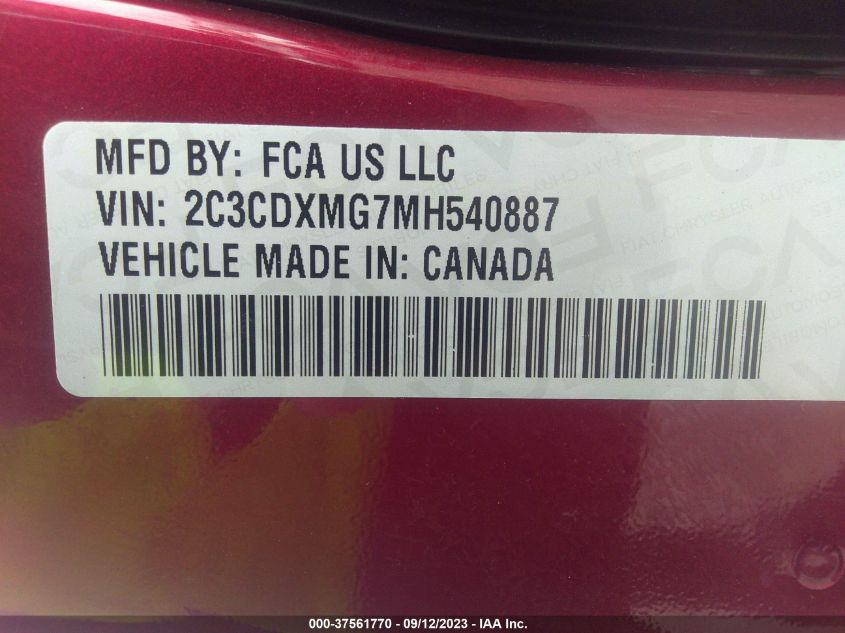 MFD BY: FCA US LLC
VIN: 2C3CDXMG7MH540887
VEHICLE MADE IN: CANADA
000-37561770 - 09/12/2023 - IAA Inc.